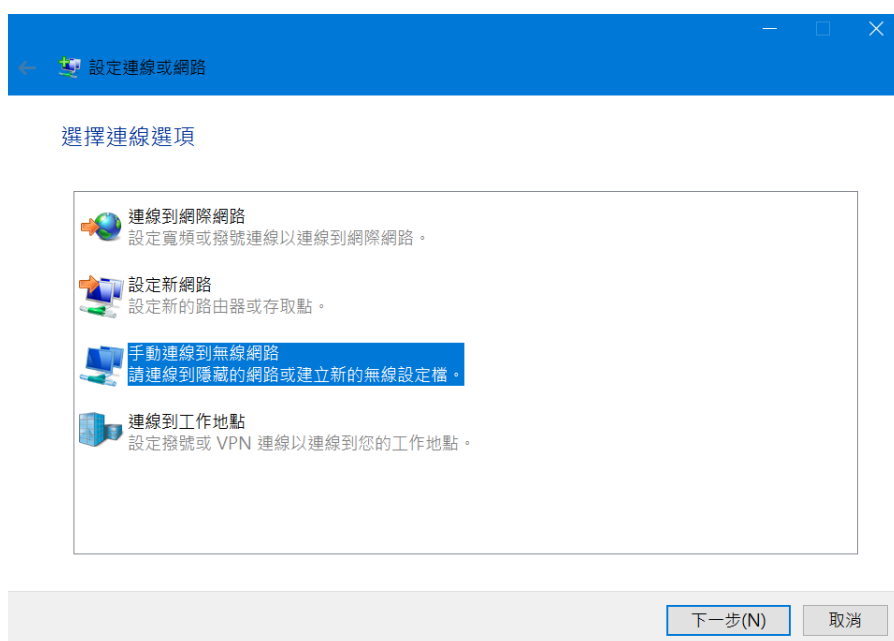 設定連線或網路
選擇連線選項
連線到網際網路
設定寬頻或撥號連線以連線到網際網路。
設定新網路
設定新的路由器或存取點。
手動連線到無線網路
請連線到隱藏的網路或建立新的無線設定檔。
連線到工作地點
設定撥號或 VPN 連線以連線到您的工作地點。
下一步(N)
取消